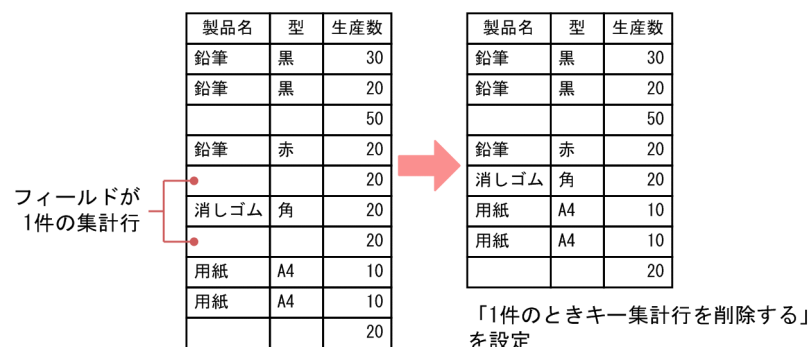 製品名 型 生産数
鉛筆 黒 30
鉛筆 黒 20
50
鉛筆 赤 20
20
消しゴム 角 20
20
用紙 A4 10
用紙 A4 10
20
フィールドが
1件の集計行
製品名 型 生産数
鉛筆 黒 30
鉛筆 黒 20
50
鉛筆 赤 20
消しゴム 角 20
用紙 A4 10
用紙 A4 10
20
「1件のときキー集計行を削除する」
を設定